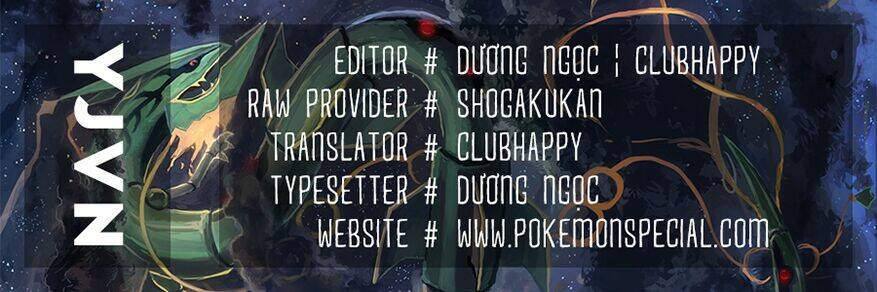 YJVN
EDITOR # DƯƠNG NGỌC | CLUBHAPPY
RAW PROVIDER # SHOGAKUKAN
TRANSLATOR # CLUBHAPPY
TYPESETTER # DƯƠNG NGỌC
WEBSITE # WWW.POKEMONSPECIAL.COM